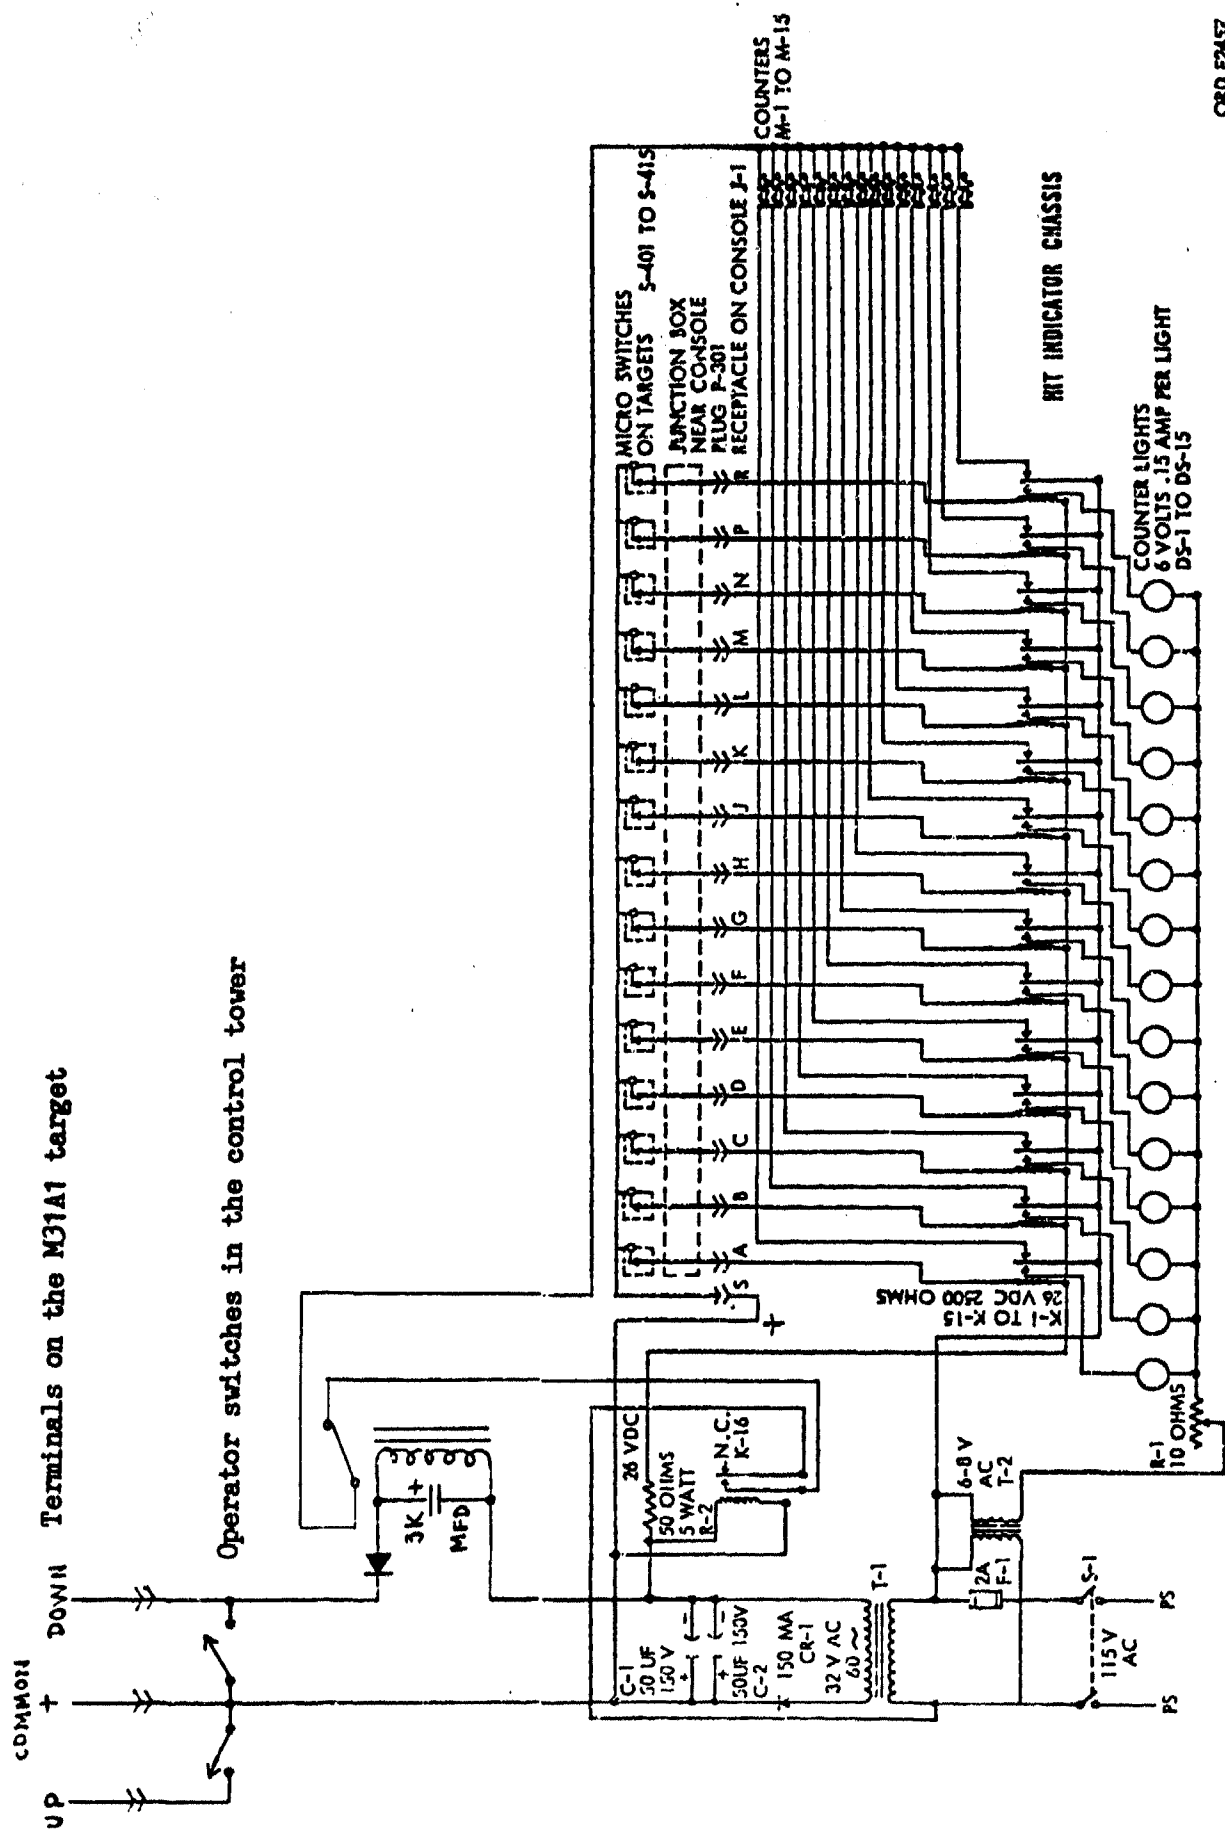 COMMON
UP
+
DOWN
Terminals on the M31A1 target
Operator switches in the control tower
3K +
MFD
MICRO SWITCHES
ON TARGETS S-401 TO S-415
JUNCTION BOX
NEAR CONSOLE
PLUG P-301
RECEPTACLE ON CONSOLE J-1
COUNTERS
M-1 TO M-15
S
A
B
C
D
E
F
G
H
J
K
L
M
N
P
R
+
C-1
50 UF
150 V
+
-
+
-
50UF 150V
C-2
150 MA
CR-1
32 V AC
60~
T-1
26 VDC
50 OHMS
5 WATT
R-2
N.C.
K-16
K-1 TO K-15
26 VDC 2500 OHMS
6-8 V
AC
T-2
2A
F-1
S-1
115 V
AC
PS
PS
R-1
10 OHMS
HIT INDICATOR CHASSIS
COUNTER LIGHTS
6 VOLTS .15 AMP PER LIGHT
DS-1 TO DS-15